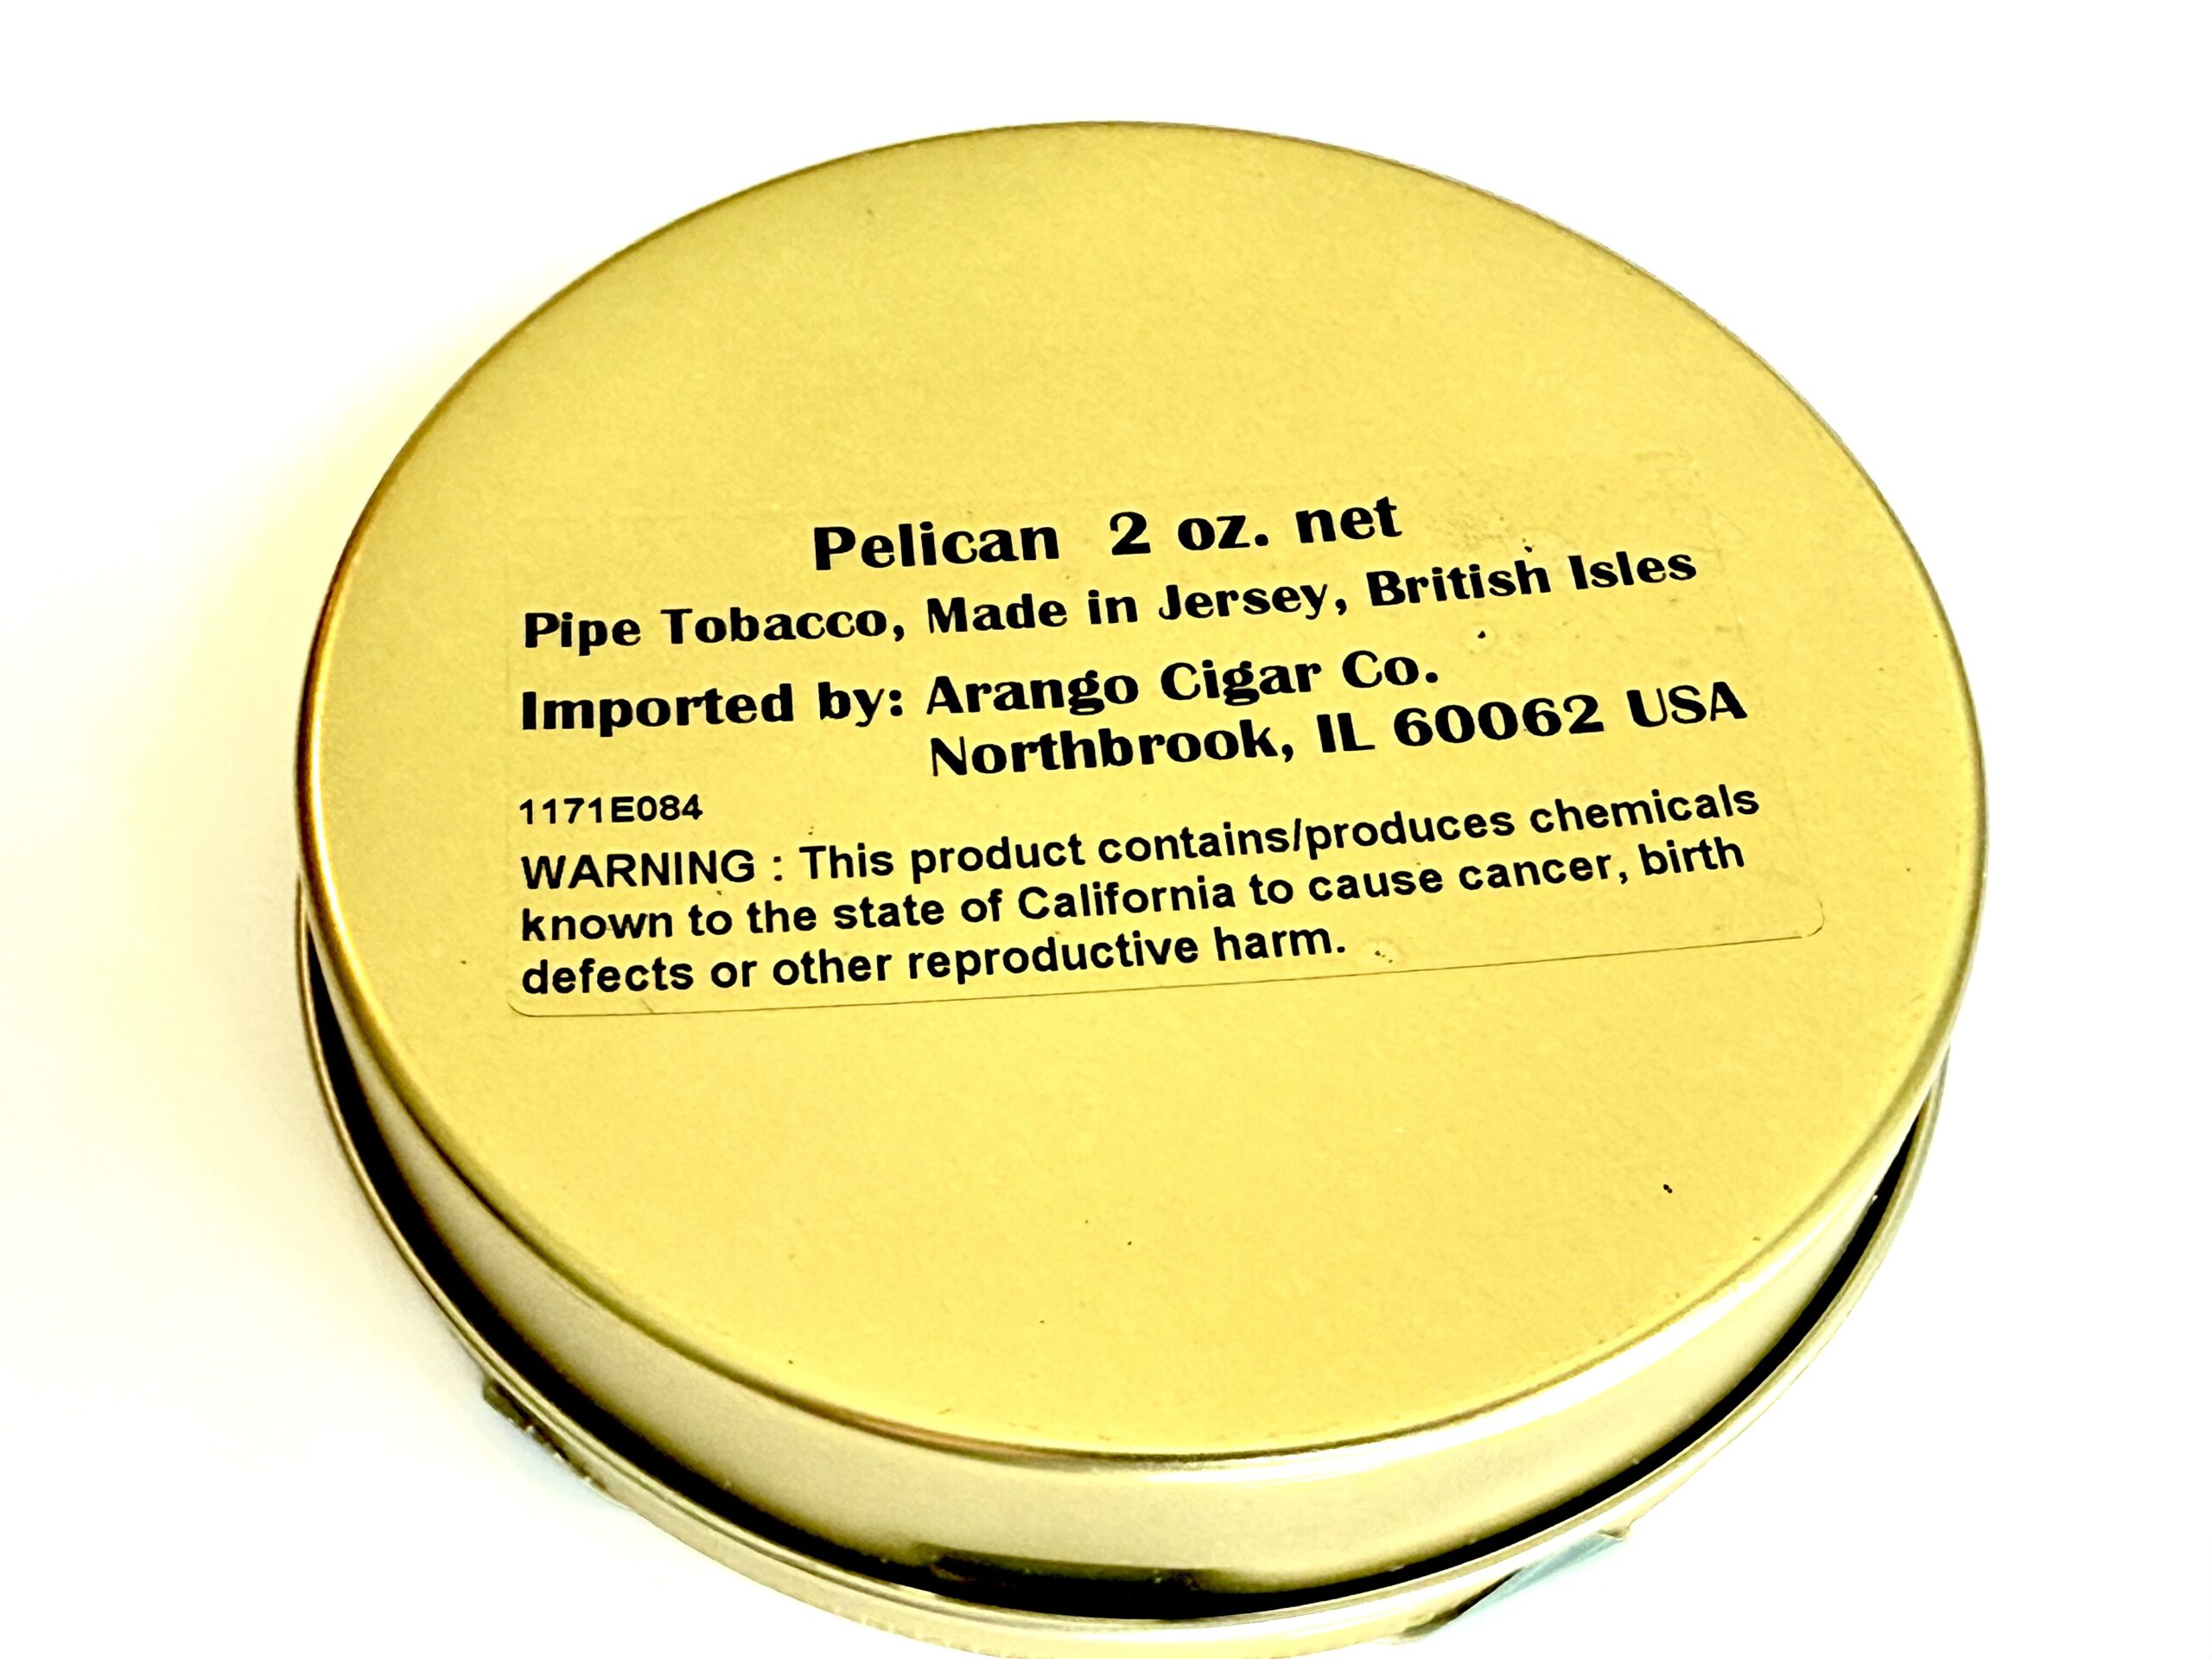 Pelican 2 oz. net
Pipe Tobacco, Made in Jersey, British Isles
Imported by: Arango Cigar Co.
Northbrook, IL 60062 USA
1171E084
WARNING : This product contains/produces chemicals
known to the state of California to cause cancer, birth
defects or other reproductive harm.